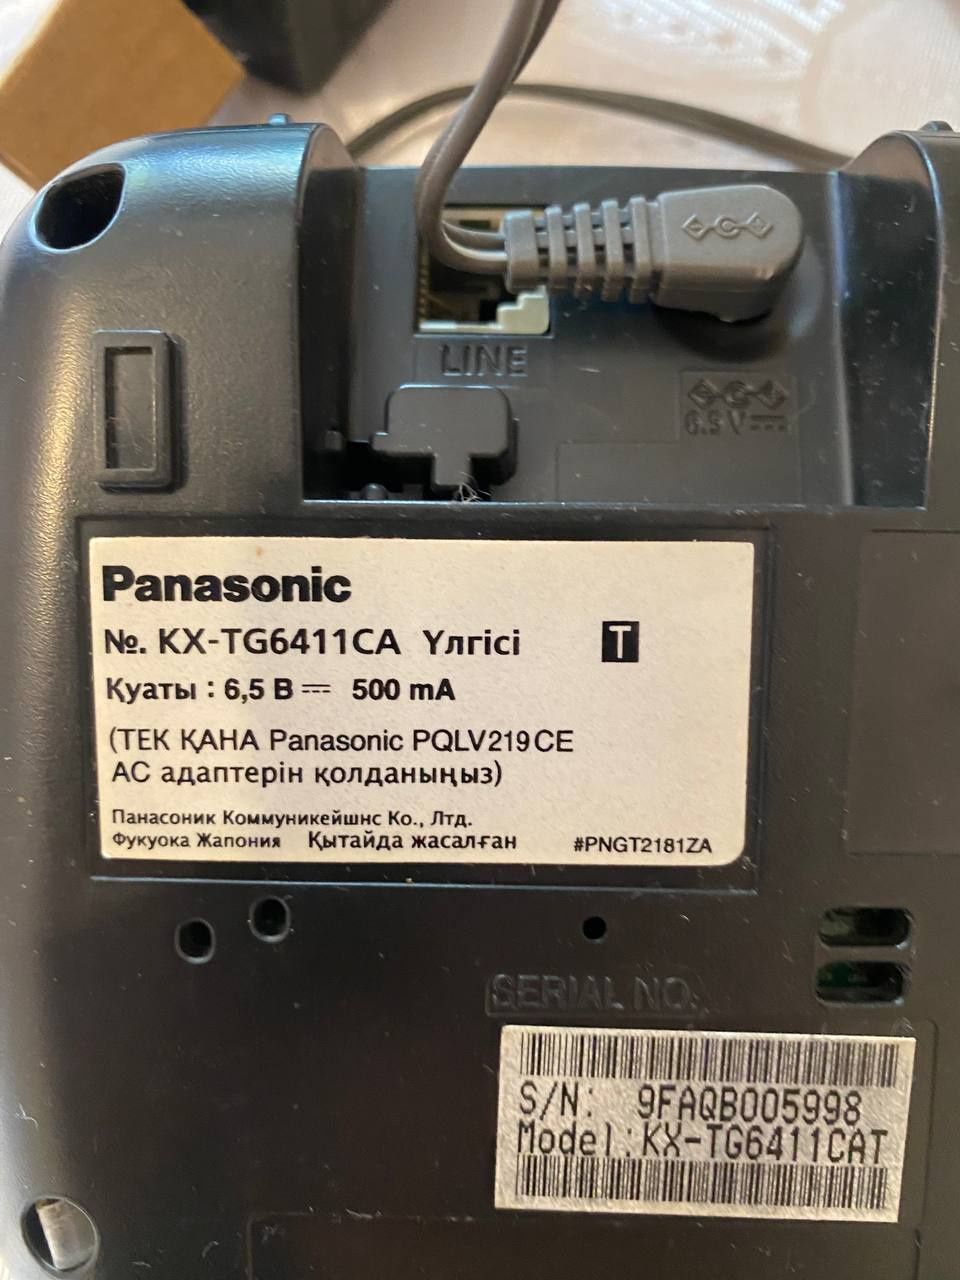 LINE
6.5V
Panasonic
№. KX-TG6411CA Үлгісі T
Қуаты : 6,5 В 500 mA
(ТЕК ҚАНА Panasonic PQLV219CE
АС адаптерін қолданыңыз)
Панасоник Коммуникейшнс Ко., Лтд.
Фукуока Жапония Қытайда жасалған #PNGT2181ZA
SERIAL NO.
S/N: 9FAQB005998
Model:KX-TG6411CAT